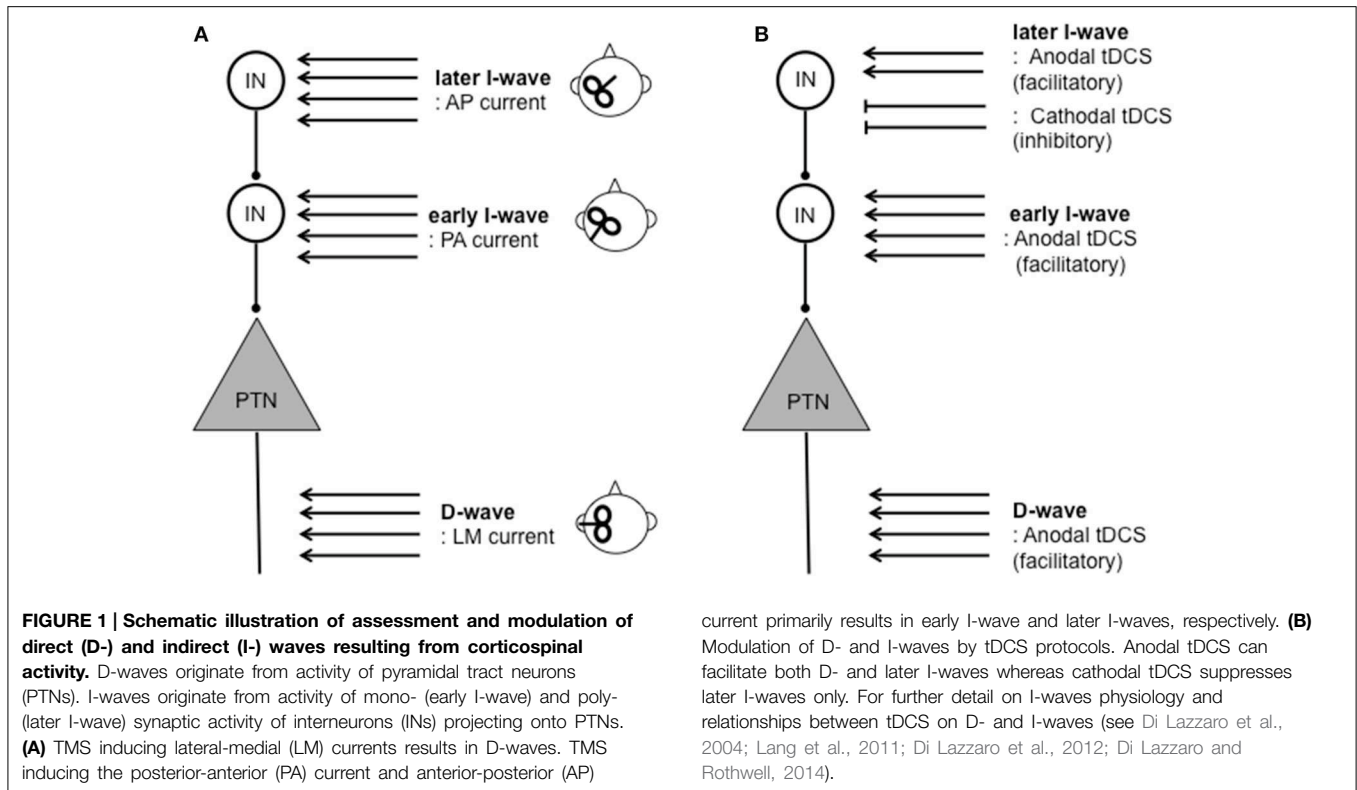 A
IN
later I-wave
: AP current
IN
early I-wave
: PA current
PTN
D-wave
: LM current
B
IN
later I-wave
: Anodal tDCS
(facilitatory)
: Cathodal tDCS
(inhibitory)
IN
early I-wave
: Anodal tDCS
(facilitatory)
PTN
D-wave
: Anodal tDCS
(facilitatory)
FIGURE 1 | Schematic illustration of assessment and modulation of
direct (D-) and indirect (I-) waves resulting from corticospinal
activity. D-waves originate from activity of pyramidal tract neurons
(PTNs). I-waves originate from activity of mono- (early I-wave) and poly-
(later I-wave) synaptic activity of interneurons (INs) projecting onto PTNs.
(A) TMS inducing lateral-medial (LM) currents results in D-waves. TMS
inducing the posterior-anterior (PA) current and anterior-posterior (AP)
current primarily results in early I-wave and later I-waves, respectively. (B)
Modulation of D- and I-waves by tDCS protocols. Anodal tDCS can
facilitate both D- and later I-waves whereas cathodal tDCS suppresses
later I-waves only. For further detail on I-waves physiology and
relationships between tDCS on D- and I-waves (see Di Lazzaro et al.,
2004; Lang et al., 2011; Di Lazzaro et al., 2012; Di Lazzaro and
Rothwell, 2014).